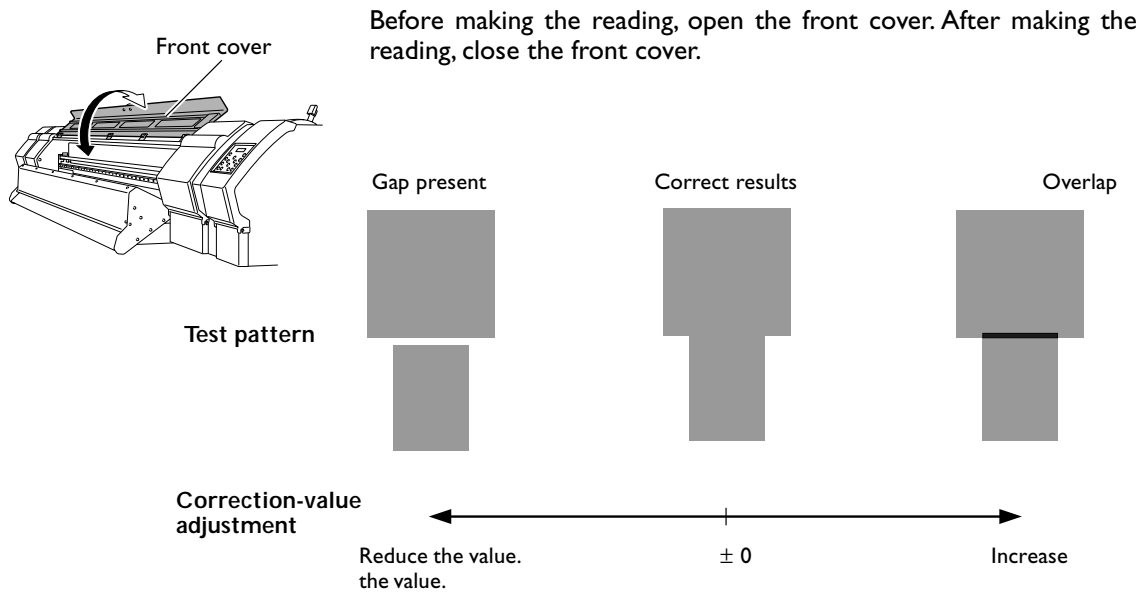 Before making the reading, open the front cover. After making the
reading, close the front cover.
Front cover
Gap present
Correct results
Overlap
Test pattern
Correction-value
adjustment
Reduce the value.
± 0
Increase
the value.